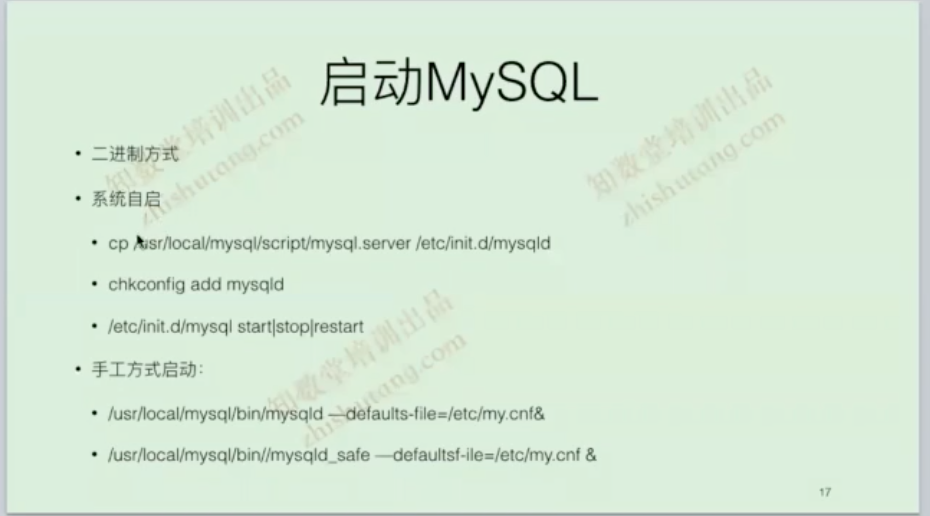 启动MySQL
• 二进制方式
• 系统自启
• cp /usr/local/mysql/script/mysql.server /etc/init.d/mysqld
• chkconfig add mysqld
• /etc/init.d/mysql start|stop|restart
• 手工方式启动：
• /usr/local/mysql/bin/mysqld —defaults-file=/etc/my.cnf&
• /usr/local/mysql/bin//mysqld_safe —defaultsf-ile=/etc/my.cnf &
17
知数堂培训出品
zhishutang.com
知数堂培训出品
zhishutang.com
知数堂培训出品
zhishutang.com